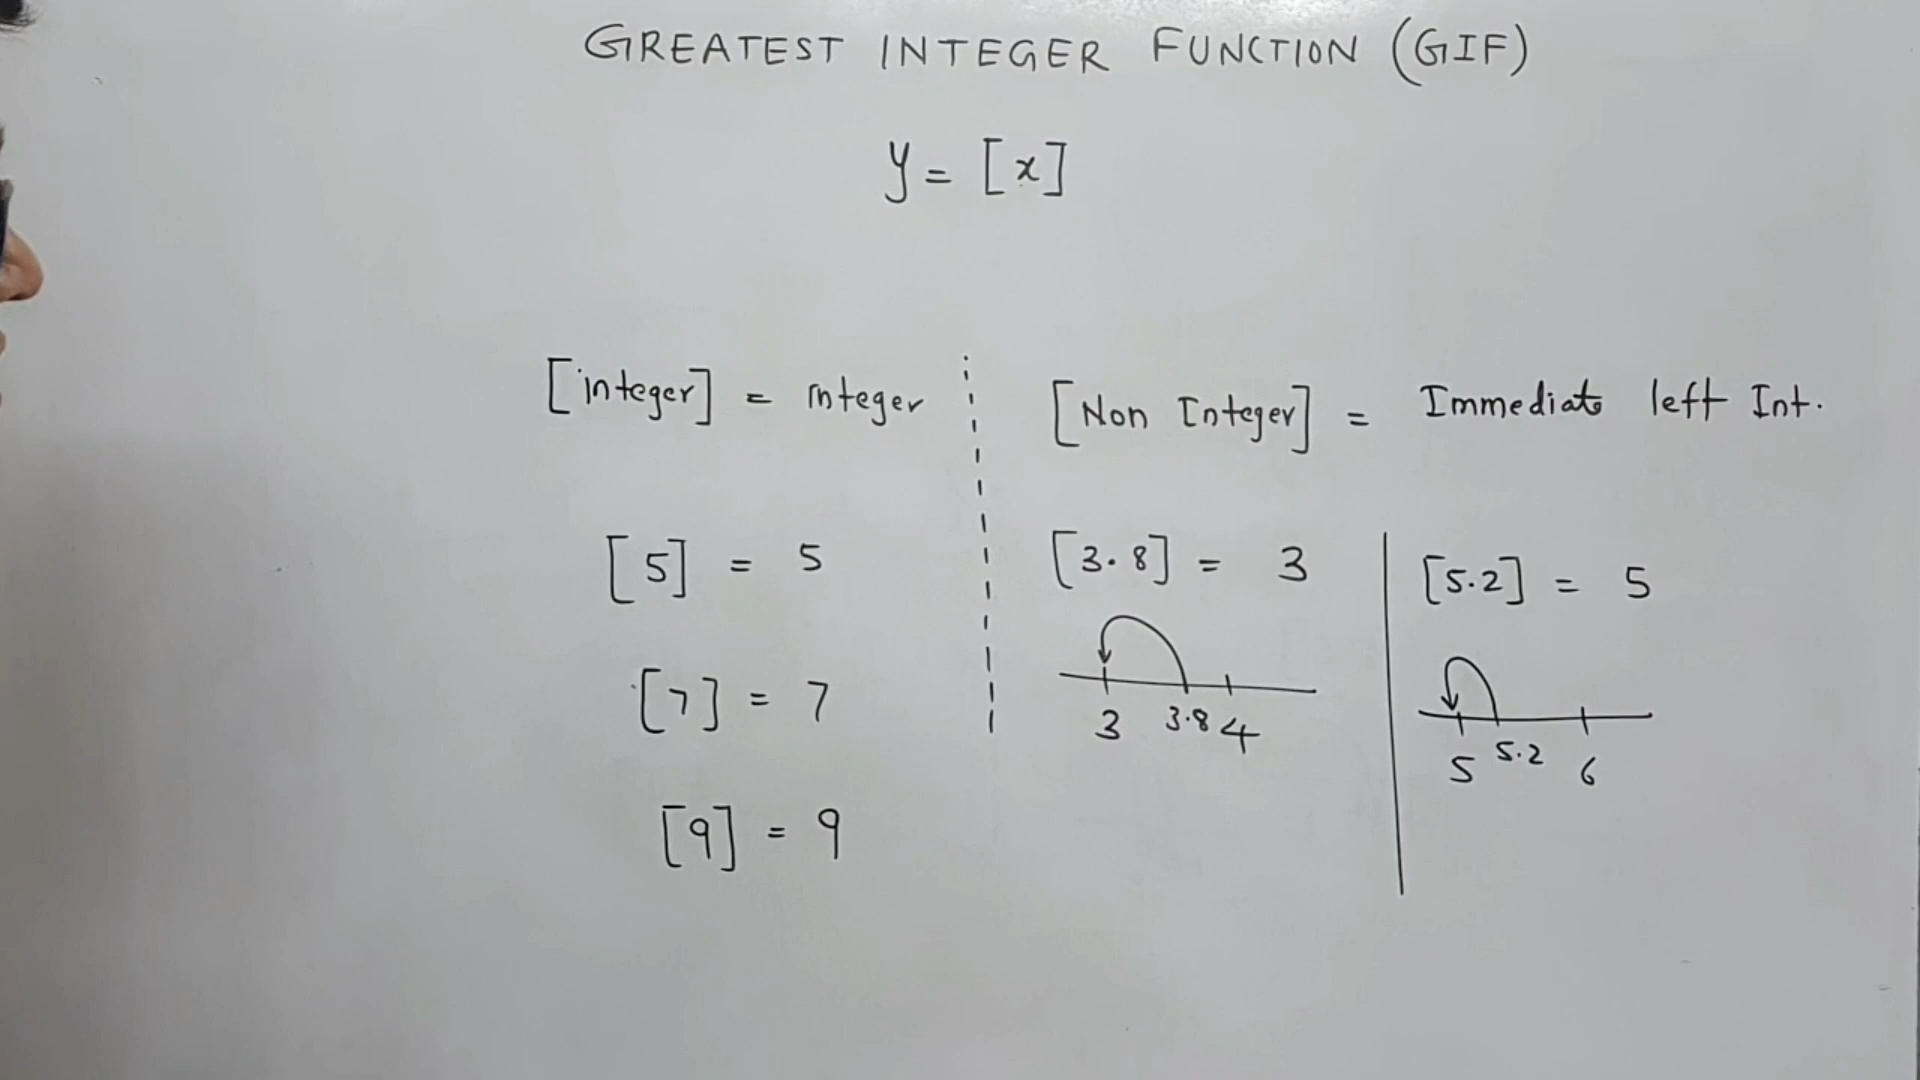 GREATEST INTEGER FUNCTION (GIF)
y = [x]
[integer] = integer
[Non Integer] = Immediate left Int.
[5] = 5
[7] = 7
[9] = 9
[3.8] = 3
3 3.8 4
[5.2] = 5
5 5.2 6